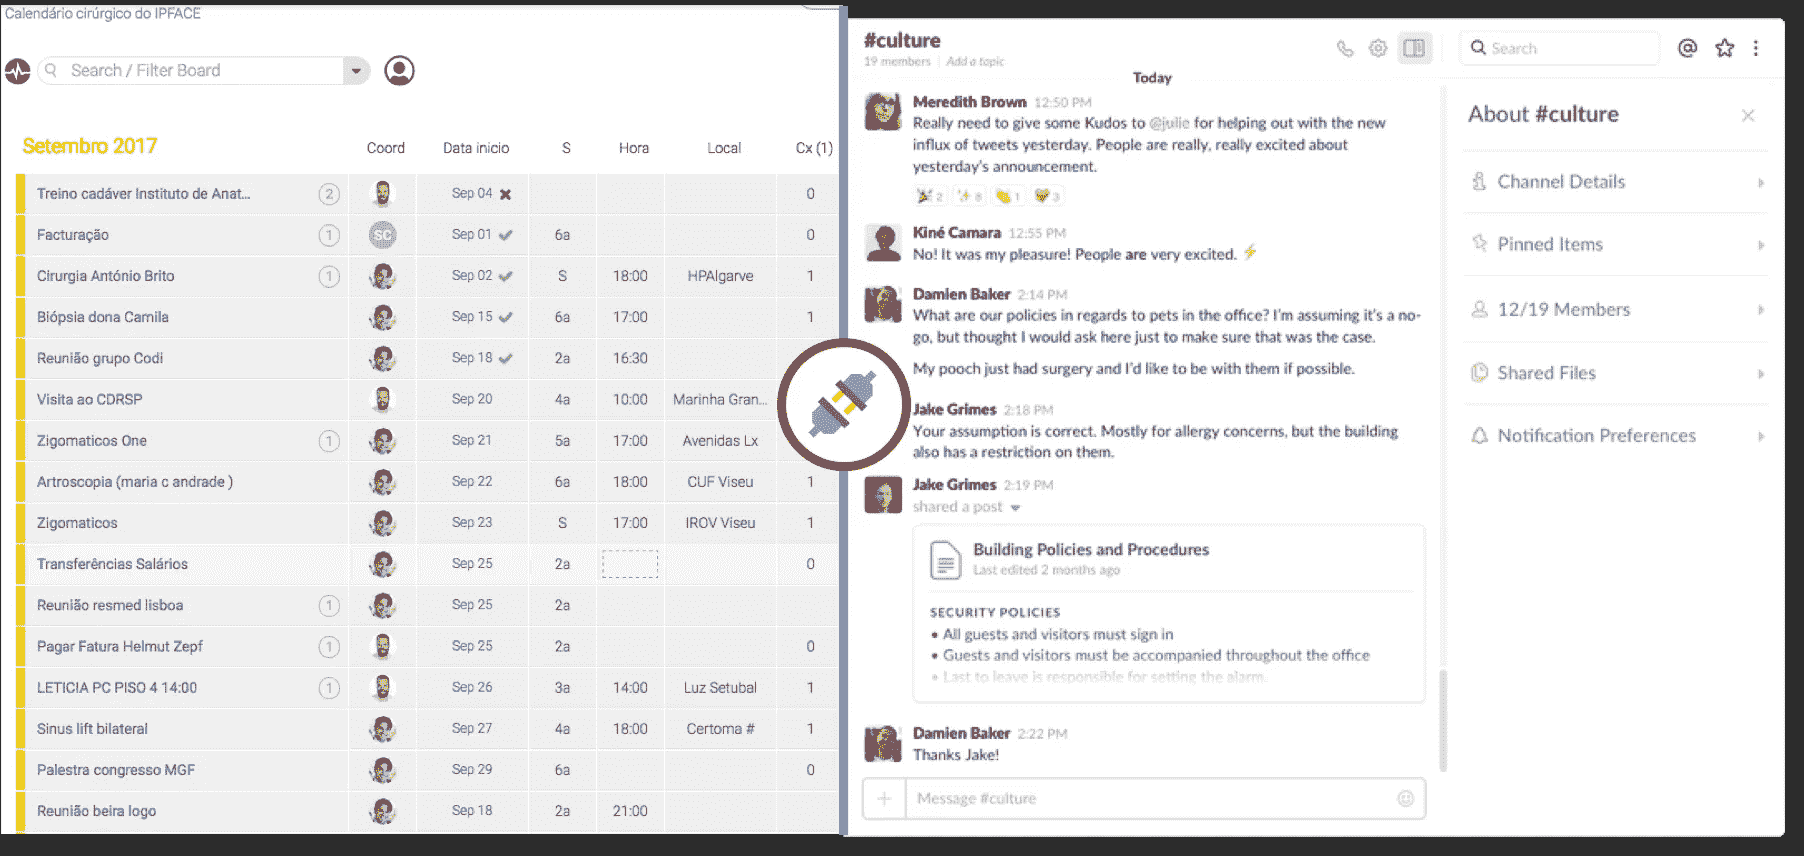 Calendário cirúrgico do IPFACE
Search / Filter Board
Setembro 2017 Coord Data inicio S Hora Local Cx (1)
Treino cadáver Instituto de Anat... 2 Sep 04 0
Facturação 1 SC Sep 01 6a 0
Cirurgia António Brito 1 Sep 02 S 18:00 HPAlgarve 1
Biópsia dona Camila Sep 15 6a 17:00 1
Reunião grupo Codi Sep 18 2a 16:30
Visita ao CDRSP Sep 20 4a 10:00 Marinha Gran...
Zigomaticos One 1 Sep 21 5a 17:00 Avenidas Lx
Artroscopia (maria c andrade ) Sep 22 6a 18:00 CUF Viseu 1
Zigomaticos Sep 23 S 17:00 IROV Viseu 1
Transferências Salários Sep 25 2a 0
Reunião resmed lisboa 1 Sep 25 2a
Pagar Fatura Helmut Zepf 1 Sep 25 2a 0
LETICIA PC PISO 4 14:00 1 Sep 26 3a 14:00 Luz Setubal 1
Sinus lift bilateral Sep 27 4a 18:00 Certoma # 1
Palestra congresso MGF Sep 29 6a 0
Reunião beira logo Sep 18 2a 21:00
#culture
19 members | Add a topic
Search
Today
Meredith Brown 12:50 PM
Really need to give some Kudos to @julie for helping out with the new
influx of tweets yesterday. People are really, really excited about
yesterday's announcement.
2 8 1 3
Kiné Camara 12:55 PM
No! It was my pleasure! People are very excited.
Damien Baker 2:14 PM
What are our policies in regards to pets in the office? I'm assuming it's a no-
go, but thought I would ask here just to make sure that was the case.
My pooch just had surgery and I'd like to be with them if possible.
Jake Grimes 2:18 PM
Your assumption is correct. Mostly for allergy concerns, but the building
also has a restriction on them.
Jake Grimes 2:19 PM
shared a post
Building Policies and Procedures
Last edited 2 months ago
SECURITY POLICIES
• All guests and visitors must sign in
• Guests and visitors must be accompanied throughout the office
• Last to leave is responsible for setting the alarm.
Damien Baker 2:22 PM
Thanks Jake!
Message #culture
About #culture
Channel Details
Pinned Items
12/19 Members
Shared Files
Notification Preferences